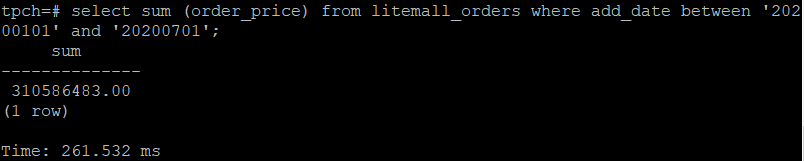 tpch=# select sum (order_price) from litemall_orders where add_date between '202
00101' and '20200701';
sum
--------------
310586483.00
(1 row)
Time: 261.532 ms